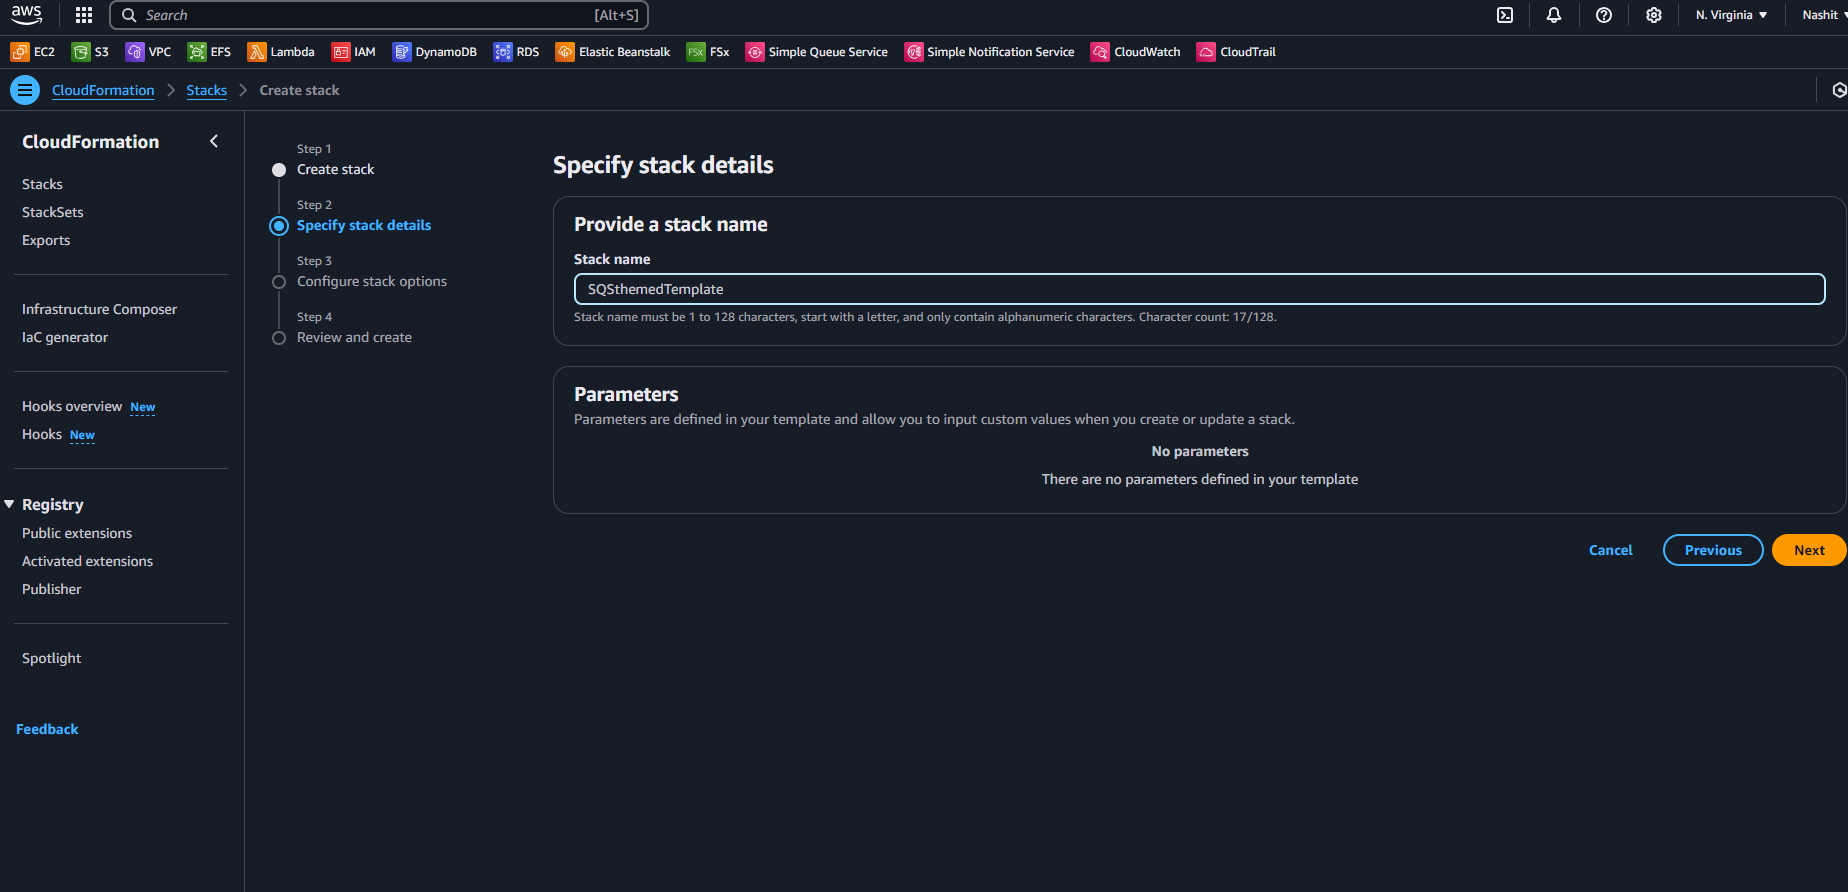 aws
Search [Alt+S]
N. Virginia
Nashit
EC2 S3 VPC EFS Lambda IAM DynamoDB RDS Elastic Beanstalk FSx FSx Simple Queue Service Simple Notification Service CloudWatch CloudTrail
CloudFormation Stacks Create stack
CloudFormation
Stacks
StackSets
Exports
Infrastructure Composer
IaC generator
Hooks overview New
Hooks New
Registry
Public extensions
Activated extensions
Publisher
Spotlight
Feedback
Step 1
Create stack
Step 2
Specify stack details
Step 3
Configure stack options
Step 4
Review and create
Specify stack details
Provide a stack name
Stack name
SQSthemedTemplate
Stack name must be 1 to 128 characters, start with a letter, and only contain alphanumeric characters. Character count: 17/128.
Parameters
Parameters are defined in your template and allow you to input custom values when you create or update a stack.
No parameters
There are no parameters defined in your template
Cancel Previous Next